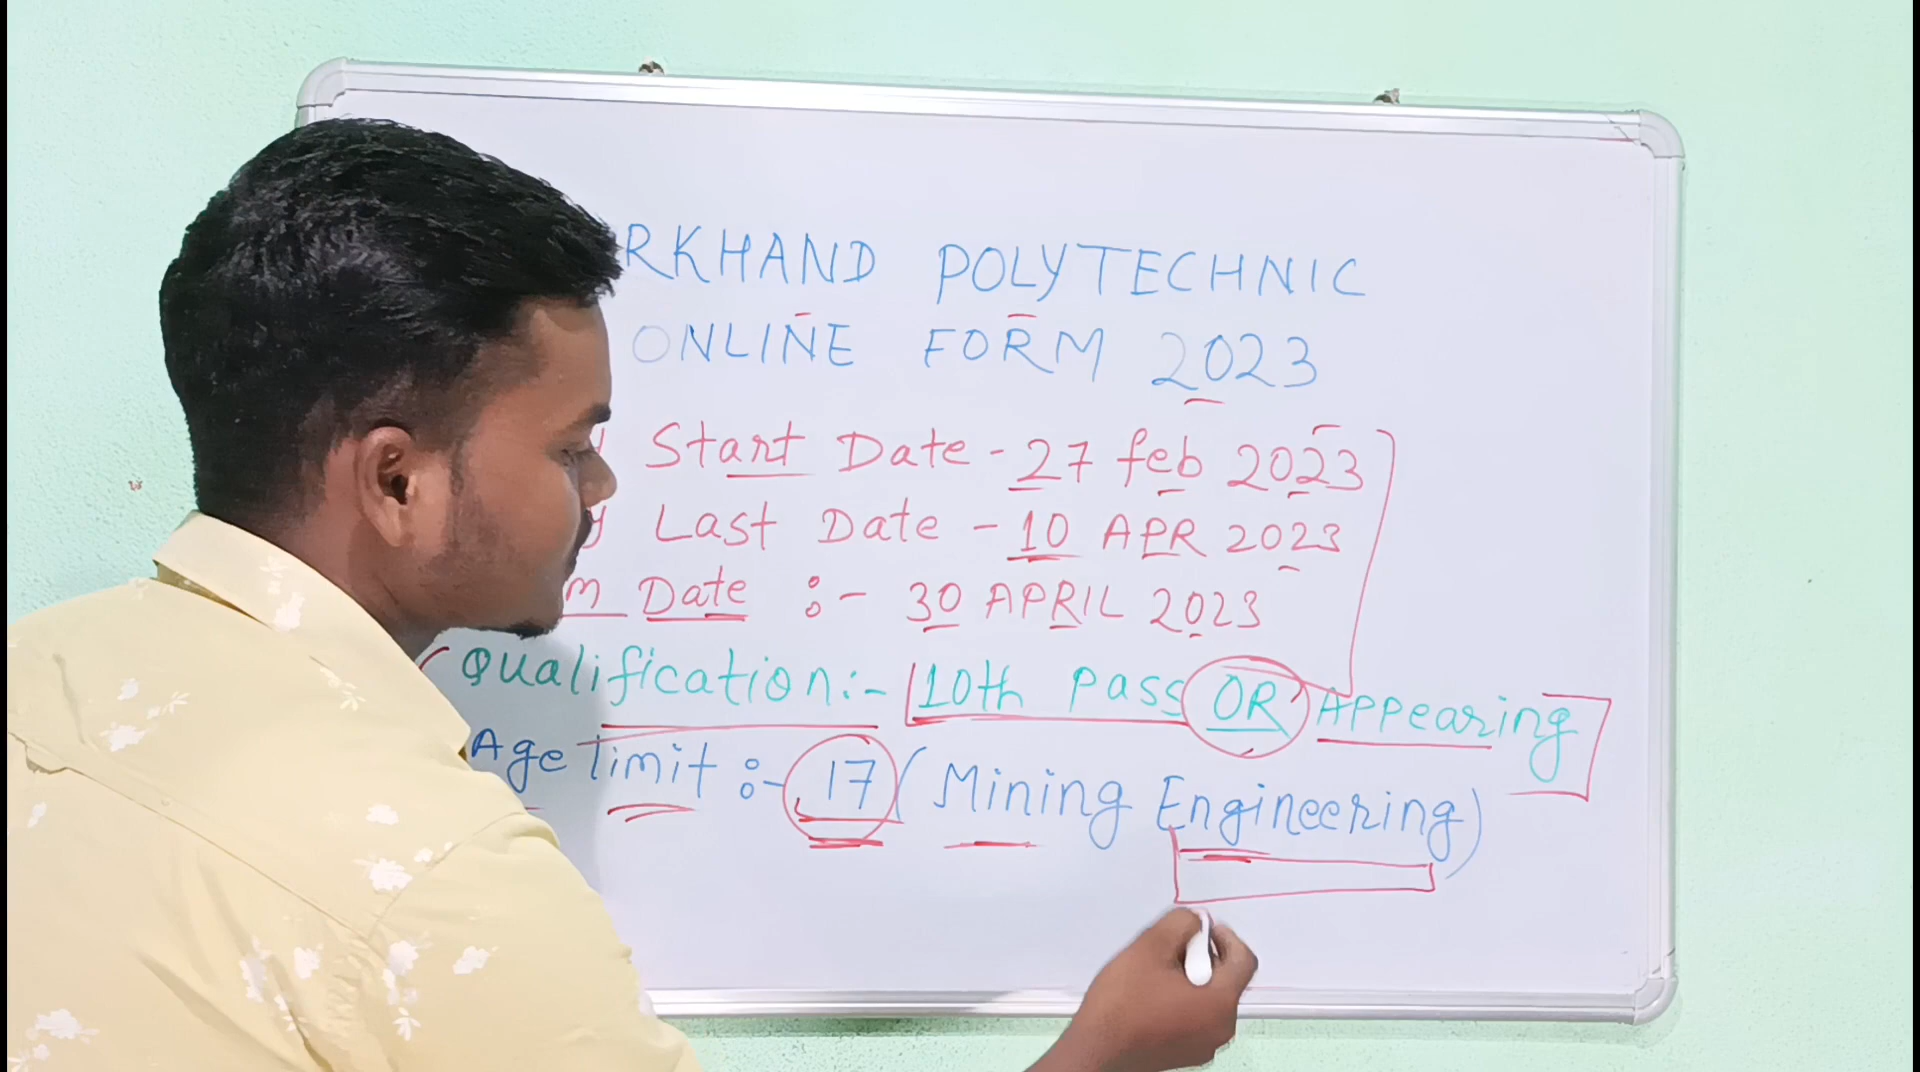 RKHAND POLYTECHNIC
ONLINE FORM 2023
Start Date - 27 feb 2023
Last Date - 10 APR 2023
m Date :- 30 APRIL 2023
Qualification:- 10th pass OR Appearing
Age limit :- 17 (Mining Engineering)